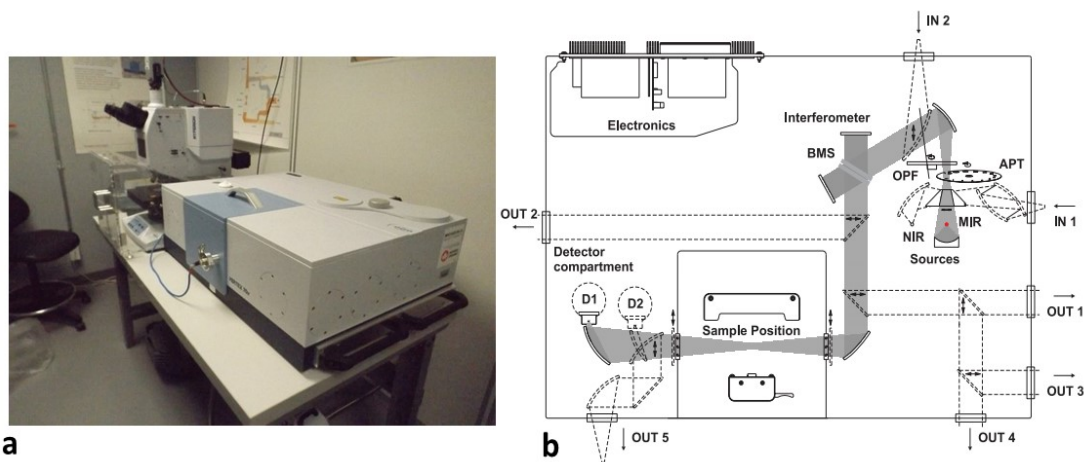 IN 2
Electronics
Interferometer
BMS
OPF
APT
OUT 2
NIR
MIR
IN 1
Sources
Detector
compartment
D1
D2
Sample Position
OUT 1
OUT 3
OUT 5
OUT 4
a
b